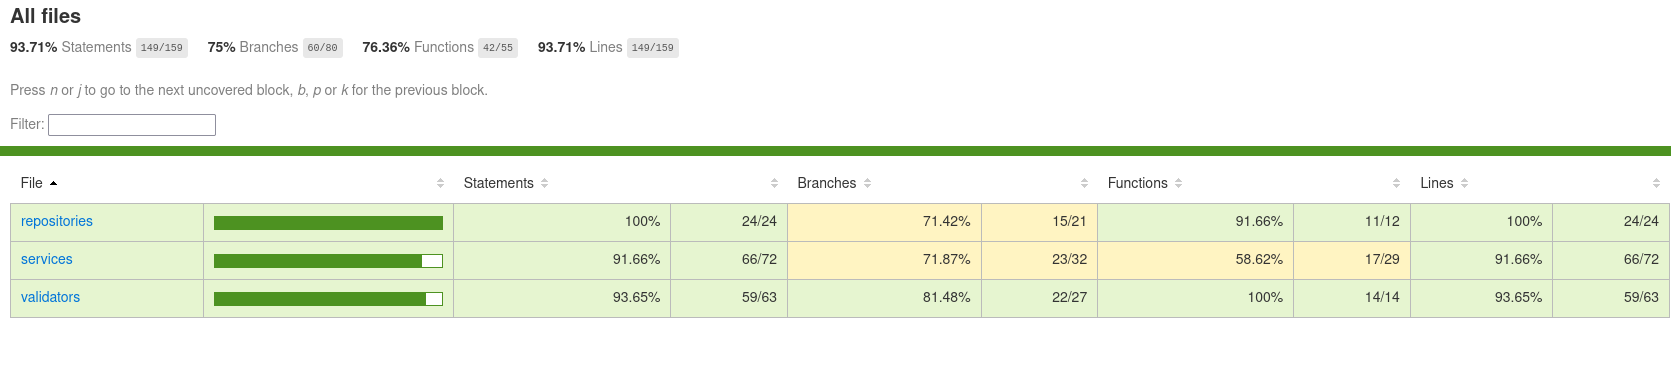 All files
93.71% Statements 149/159 75% Branches 60/80 76.36% Functions 42/55 93.71% Lines 149/159
Press n or j to go to the next uncovered block, b, p or k for the previous block.
Filter:
File Statements Branches Functions Lines
repositories 100% 24/24 71.42% 15/21 91.66% 11/12 100% 24/24
services 91.66% 66/72 71.87% 23/32 58.62% 17/29 91.66% 66/72
validators 93.65% 59/63 81.48% 22/27 100% 14/14 93.65% 59/63